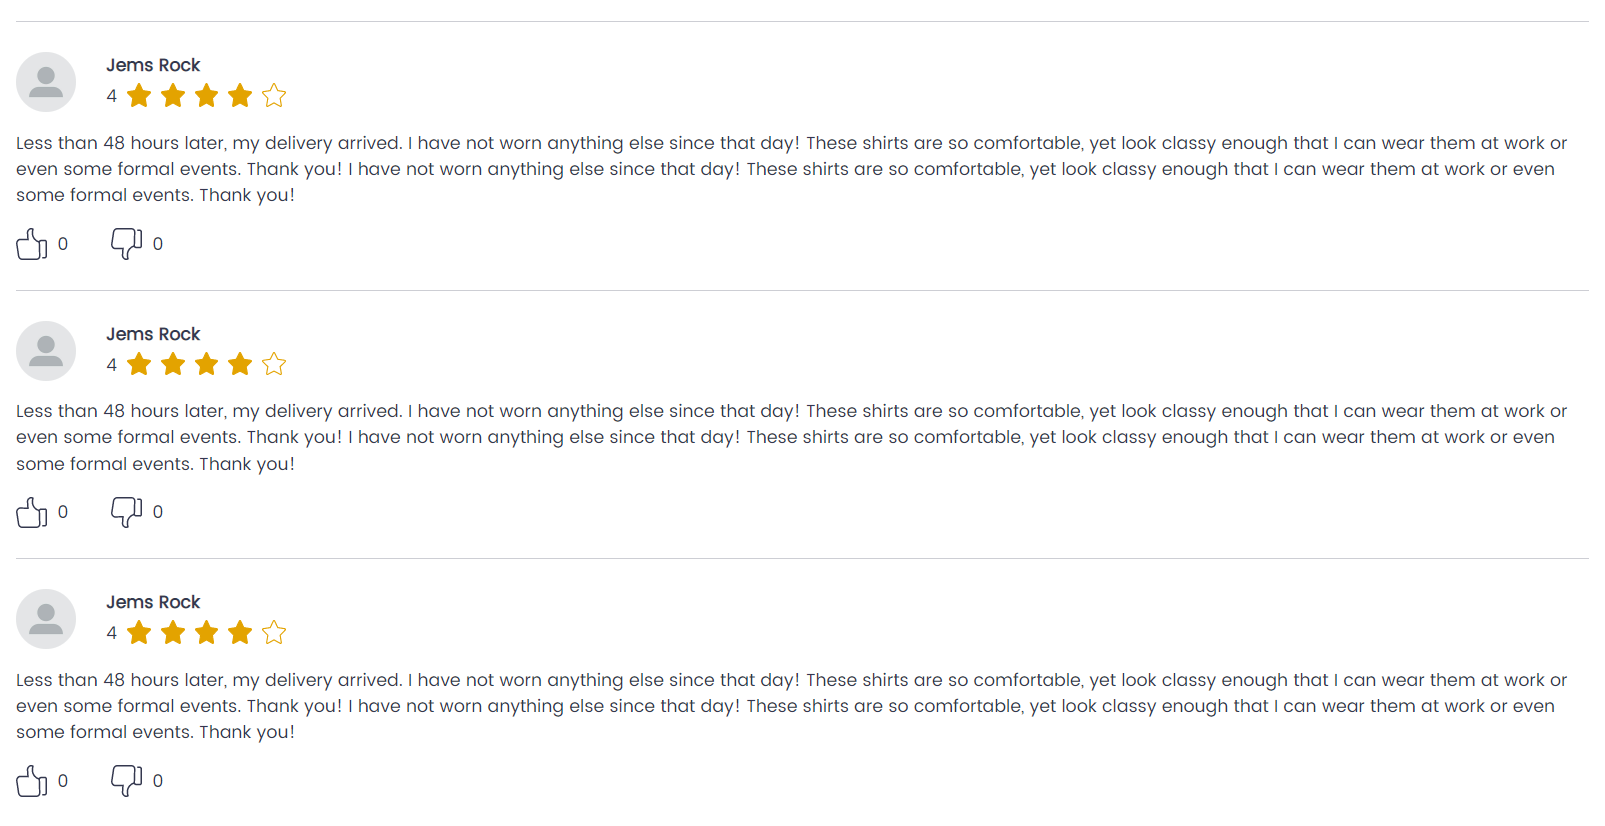 Jems Rock
4
Less than 48 hours later, my delivery arrived. I have not worn anything else since that day! These shirts are so comfortable, yet look classy enough that I can wear them at work or
even some formal events. Thank you! I have not worn anything else since that day! These shirts are so comfortable, yet look classy enough that I can wear them at work or even
some formal events. Thank you!
0 0
Jems Rock
4
Less than 48 hours later, my delivery arrived. I have not worn anything else since that day! These shirts are so comfortable, yet look classy enough that I can wear them at work or
even some formal events. Thank you! I have not worn anything else since that day! These shirts are so comfortable, yet look classy enough that I can wear them at work or even
some formal events. Thank you!
0 0
Jems Rock
4
Less than 48 hours later, my delivery arrived. I have not worn anything else since that day! These shirts are so comfortable, yet look classy enough that I can wear them at work or
even some formal events. Thank you! I have not worn anything else since that day! These shirts are so comfortable, yet look classy enough that I can wear them at work or even
some formal events. Thank you!
0 0